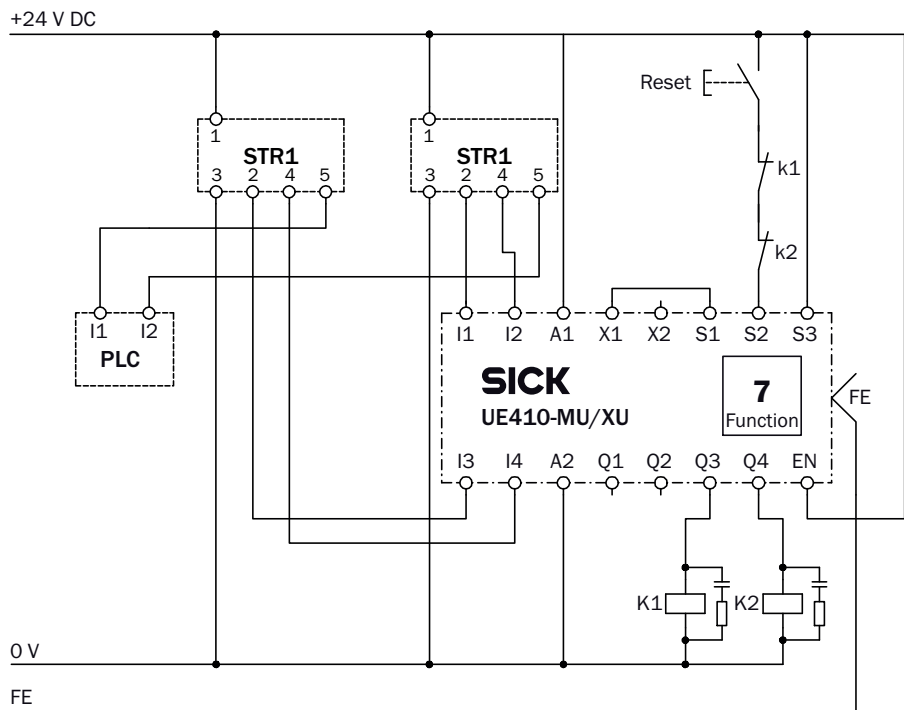 +24 V DC
Reset
1
1
STR1
STR1
3 2 4 5
3 2 4 5
k1
k2
I1 I2
PLC
I1 I2 A1 X1 X2 S1 S2 S3
SICK
UE410-MU/XU
7
Function
FE
I3 I4 A2 Q1 Q2 Q3 Q4 EN
K1
K2
0 V
FE